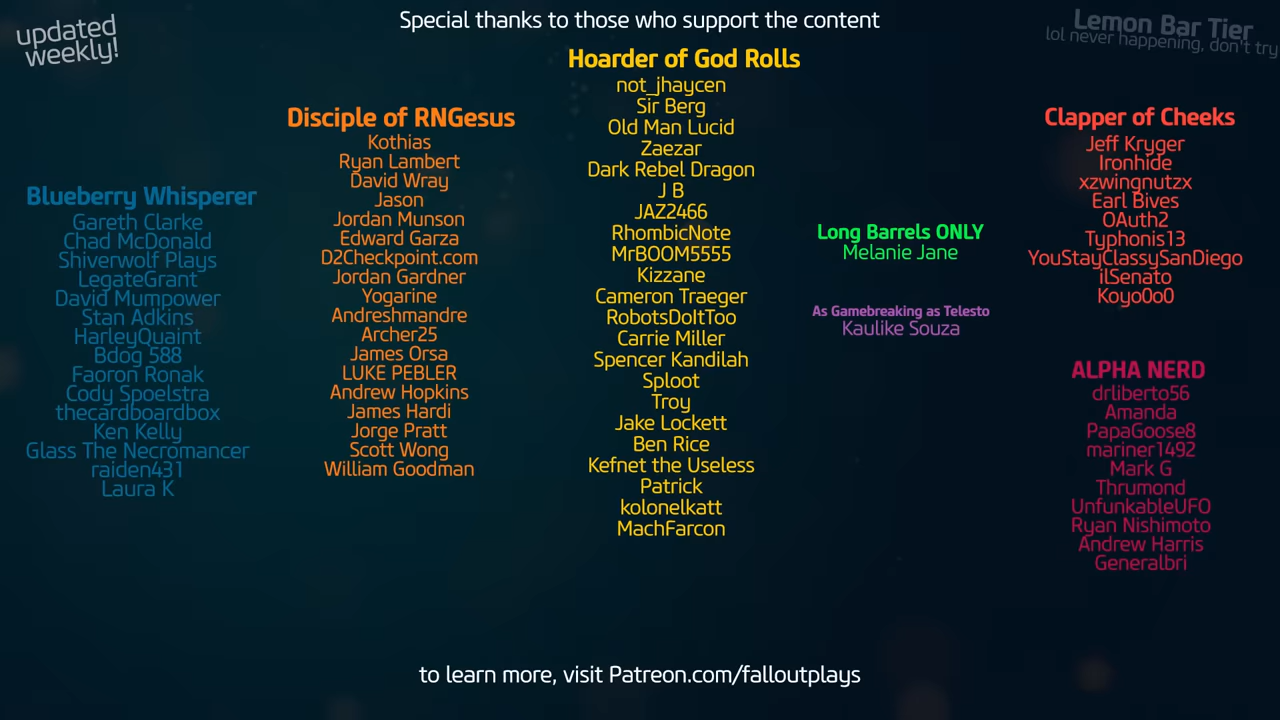 updated
weekly!
Special thanks to those who support the content
Lemon Bar Tier
lol never happening, don't try
Blueberry Whisperer
Gareth Clarke
Chad McDonald
Shiverwolf Plays
LegateGrant
David Mumpower
Stan Adkins
HarleyQuaint
Bdog 588
Faoron Ronak
Cody Spoelstra
thecardboardbox
Ken Kelly
Glass The Necromancer
raiden431
Laura K
Disciple of RNGesus
Kothias
Ryan Lambert
David Wray
Jason
Jordan Munson
Edward Garza
D2Checkpoint.com
Jordan Gardner
Yogarine
Andreshmandre
Archer25
James Orsa
LUKE PEBLER
Andrew Hopkins
James Hardi
Jorge Pratt
Scott Wong
William Goodman
Hoarder of God Rolls
not_jhaycen
Sir Berg
Old Man Lucid
Zaezar
Dark Rebel Dragon
J B
JAZ2466
RhombicNote
MrBOOM5555
Kizzane
Cameron Traeger
RobotsDoItToo
Carrie Miller
Spencer Kandilah
Sploot
Troy
Jake Lockett
Ben Rice
Kefnet the Useless
Patrick
kolonelkatt
MachFarcon
Long Barrels ONLY
Melanie Jane
As Gamebreaking as Telesto
Kaulike Souza
Clapper of Cheeks
Jeff Kryger
Ironhide
xzwingnutzx
Earl Bives
OAuth2
Typhonis13
YouStayClassySanDiego
ilSenato
Koyo0o0
ALPHA NERD
drliberto56
Amanda
PapaGoose8
mariner1492
Mark G
Thrumond
UnfunkableUFO
Ryan Nishimoto
Andrew Harris
Generalbri
to learn more, visit Patreon.com/falloutplays